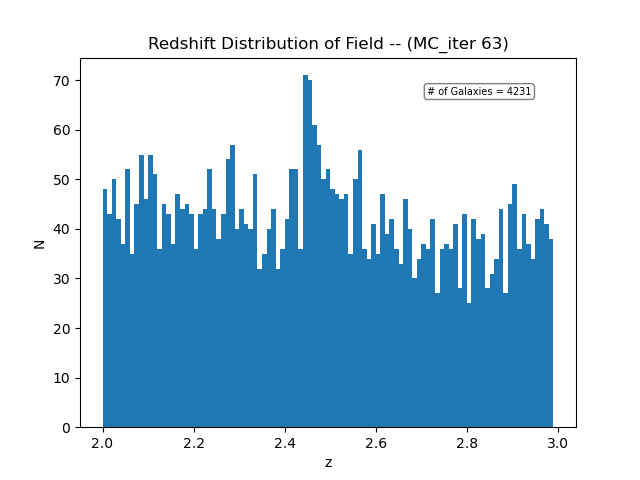 Redshift Distribution of Field -- (MC_iter 63)
# of Galaxies = 4231
70
60
50
40
30
20
10
0
N
2.0 2.2 2.4 2.6 2.8 3.0
z